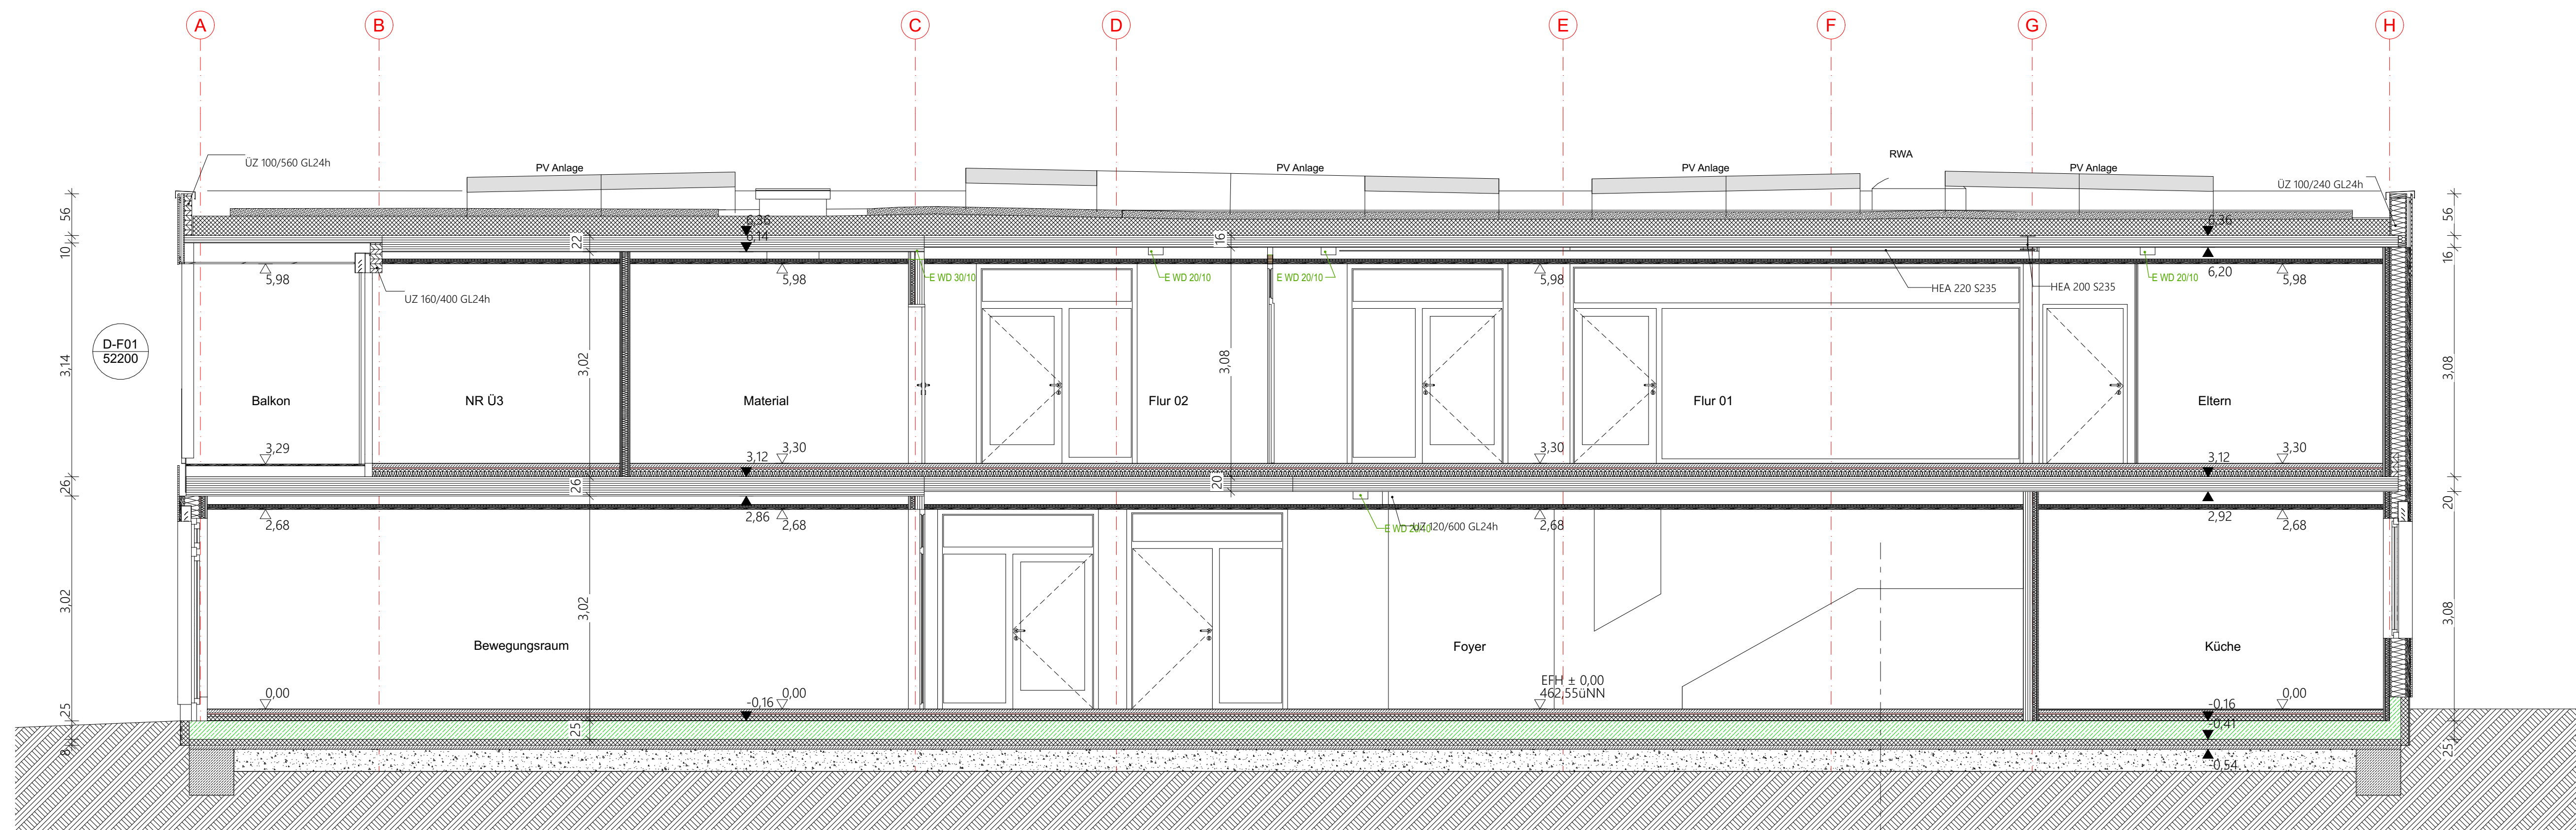 A
B
C
D
E
F
G
H
ÜZ 100/560 GL24h
PV Anlage
PV Anlage
PV Anlage
RWA
PV Anlage
ÜZ 100/240 GL24h
56
10
3,14
26
3,02
25
8
22
6,36
6,14
16
6,36
6,20
56
16
3,08
20
3,08
25
5,98
5,98
5,98
5,98
UZ 160/400 GL24h
E WD 30/10
E WD 20/10
E WD 20/10
HEA 220 S235
HEA 200 S235
E WD 20/10
D-F01
52200
3,02
3,08
Balkon
NR Ü3
Material
Flur 02
Flur 01
Eltern
3,29
3,12
3,30
3,30
3,12
3,30
26
20
2,68
2,86
2,68
E WD 20/40
UZ 120/600 GL24h
2,68
2,92
2,68
3,02
Bewegungsraum
Foyer
Küche
0,00
-0,16
0,00
EFH ± 0,00
462,55üNN
-0,16
0,00
-0,41
25
-0,54